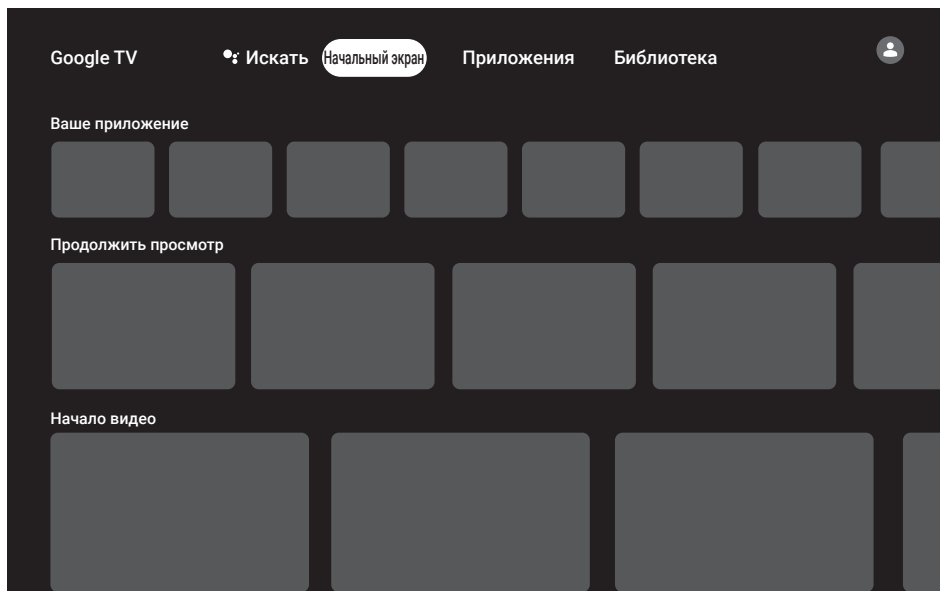 Google TV Искать Начальный экран Приложения Библиотека
Ваше приложение
Продолжить просмотр
Начало видео